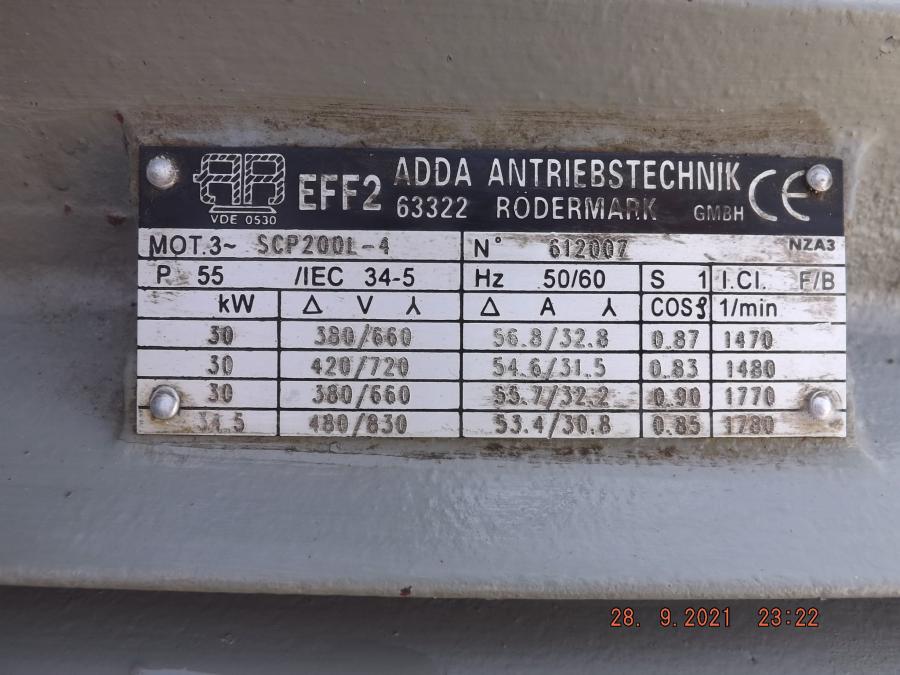 EFF2 ADDA ANTRIEBSTECHNIK
VDE 0530 63322 RÖDERMARK GMBH CE
MOT.3~ SCP200L-4 N° 612007 NZA3
P 55 /IEC 34-5 Hz 50/60 S 1 I.Cl. F/B
kW Δ V ⅄ Δ A ⅄ COSφ 1/min
30 380/660 56.8/32.8 0.87 1470
30 420/720 54.6/31.5 0.83 1480
30 380/660 55.7/32.2 0.90 1770
34.5 480/830 53.4/30.8 0.85 1780
28. 9.2021 23:22